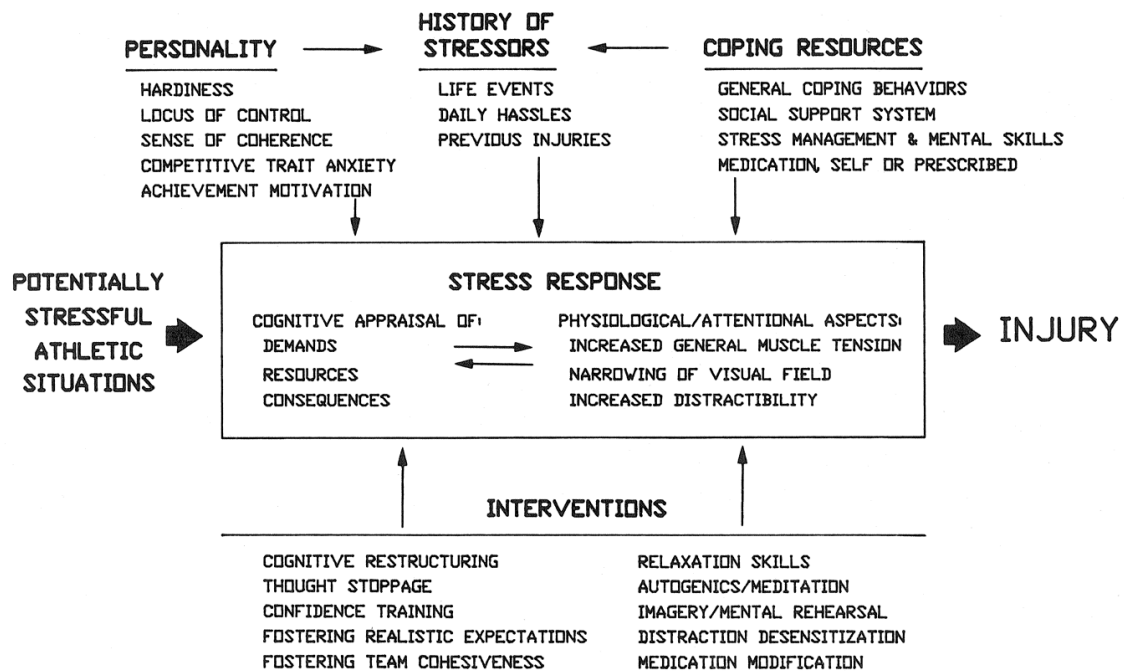 HISTORY OF
STRESSORS
PERSONALITY
COPING RESOURCES
HARDINESS
LOCUS OF CONTROL
SENSE OF COHERENCE
COMPETITIVE TRAIT ANXIETY
ACHIEVEMENT MOTIVATION
LIFE EVENTS
DAILY HASSLES
PREVIOUS INJURIES
GENERAL COPING BEHAVIORS
SOCIAL SUPPORT SYSTEM
STRESS MANAGEMENT & MENTAL SKILLS
MEDICATION, SELF OR PRESCRIBED
POTENTIALLY
STRESSFUL
ATHLETIC
SITUATIONS
STRESS RESPONSE
COGNITIVE APPRAISAL OF:
DEMANDS
RESOURCES
CONSEQUENCES
PHYSIOLOGICAL/ATTENTIONAL ASPECTS:
INCREASED GENERAL MUSCLE TENSION
NARROWING OF VISUAL FIELD
INCREASED DISTRACTIBILITY
INJURY
INTERVENTIONS
COGNITIVE RESTRUCTURING
THOUGHT STOPPAGE
CONFIDENCE TRAINING
FOSTERING REALISTIC EXPECTATIONS
FOSTERING TEAM COHESIVENESS
RELAXATION SKILLS
AUTOGENICS/MEDITATION
IMAGERY/MENTAL REHEARSAL
DISTRACTION DESENSITIZATION
MEDICATION MODIFICATION